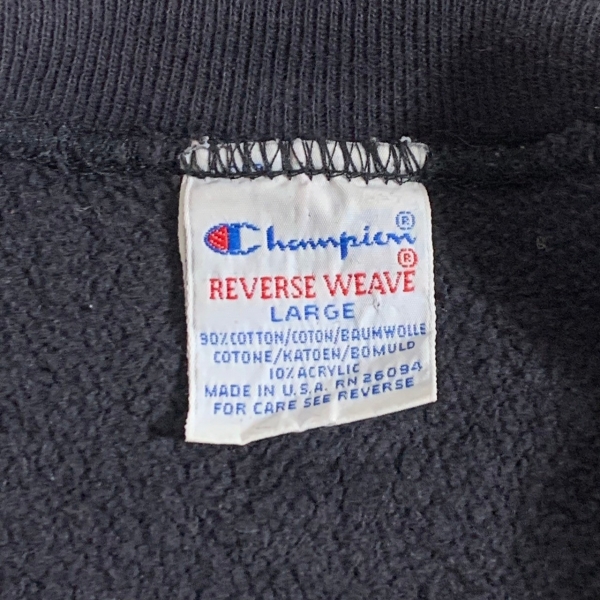 Champion®
REVERSE WEAVE®
LARGE
90% COTTON/COTON/BAUMWOLLE
COTONE/KATOEN/BOMULD
10% ACRYLIC
MADE IN U.S.A. RN 26094
FOR CARE SEE REVERSE